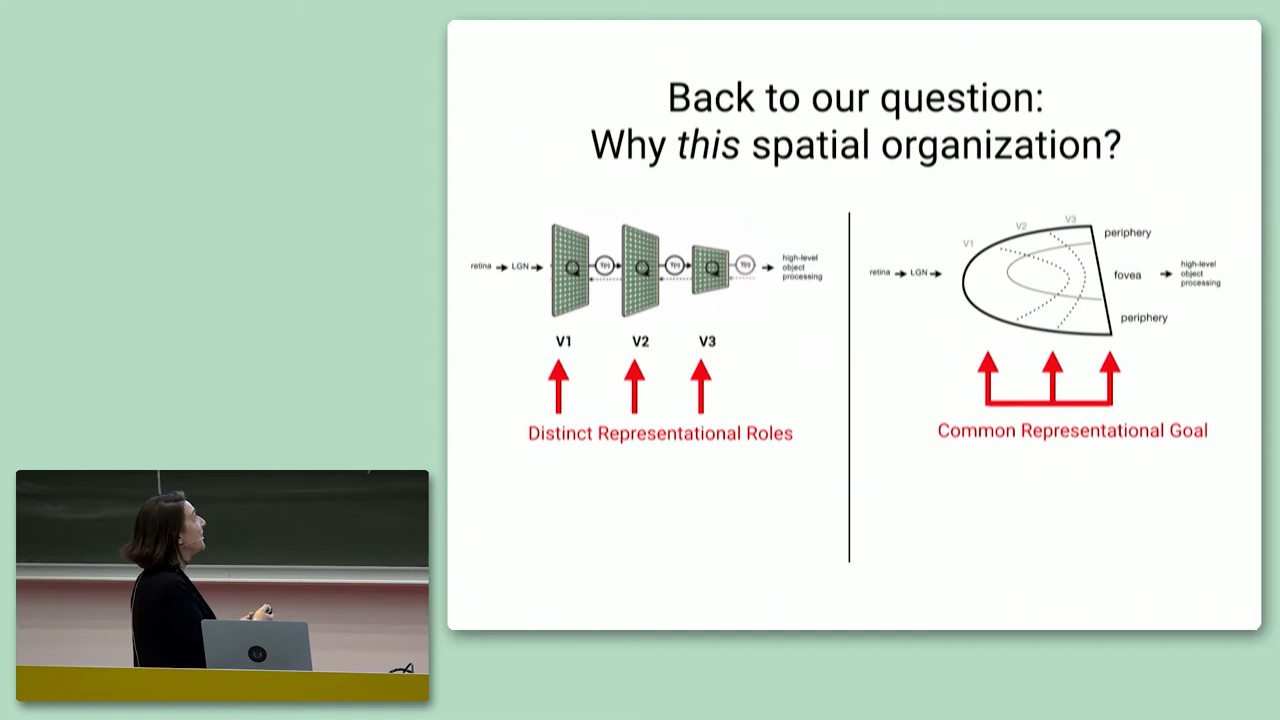 Back to our question:
Why this spatial organization?
retina
LGN
T(•)
T(•)
T(•)
high-level
object
processing
V1
V2
V3
Distinct Representational Roles
retina
LGN
V1
V2
V3
periphery
fovea
periphery
high-level
object
processing
Common Representational Goal